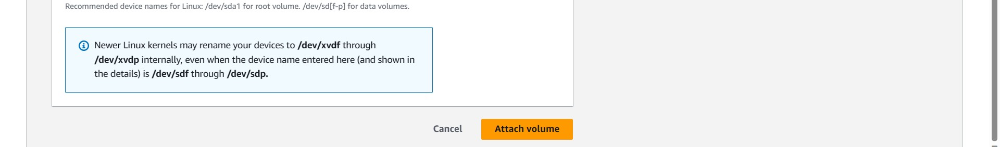 Recommended device names for Linux: /dev/sda1 for root volume. /dev/sd[f-p] for data volumes.
Newer Linux kernels may rename your devices to /dev/xvdf through
/dev/xvdp internally, even when the device name entered here (and shown in
the details) is /dev/sdf through /dev/sdp.
Cancel
Attach volume